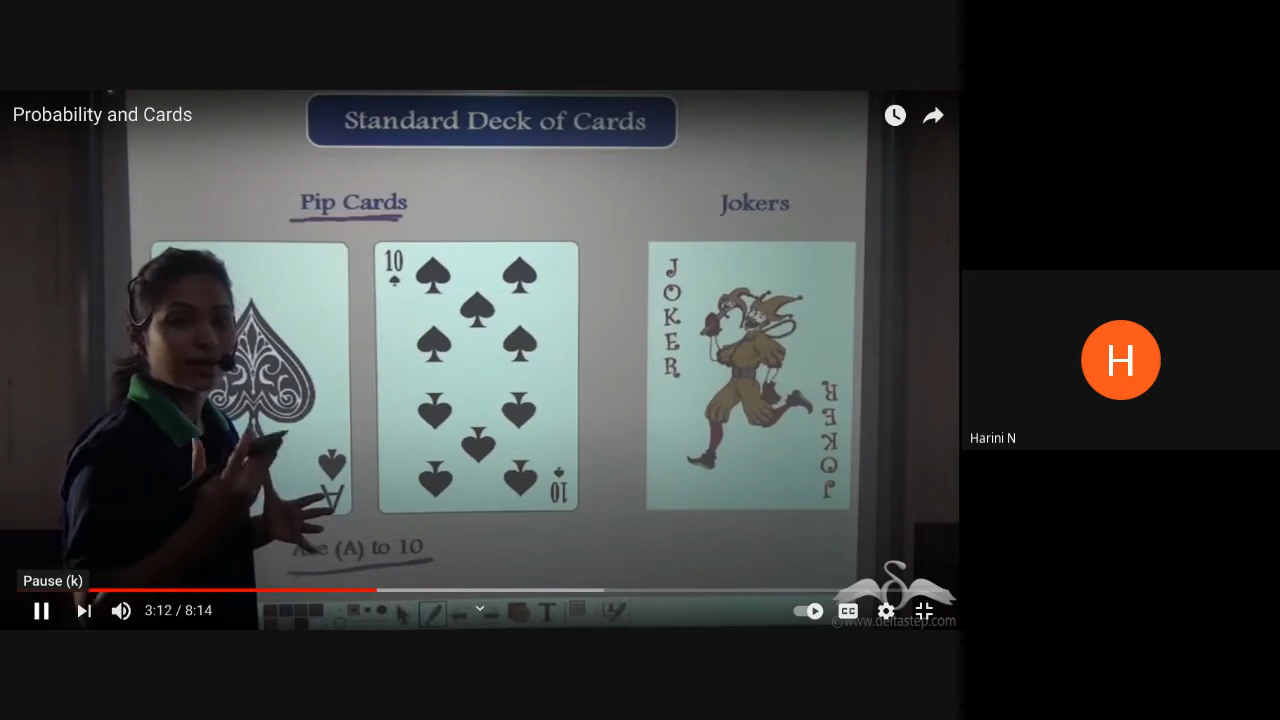 Probability and Cards
Standard Deck of Cards
Pip Cards
Jokers
10
A
10
JOKER
JOKER
Ace (A) to 10
Pause (k)
3:12 / 8:14
CC
T
©www.deltastep.com
H
Harini N